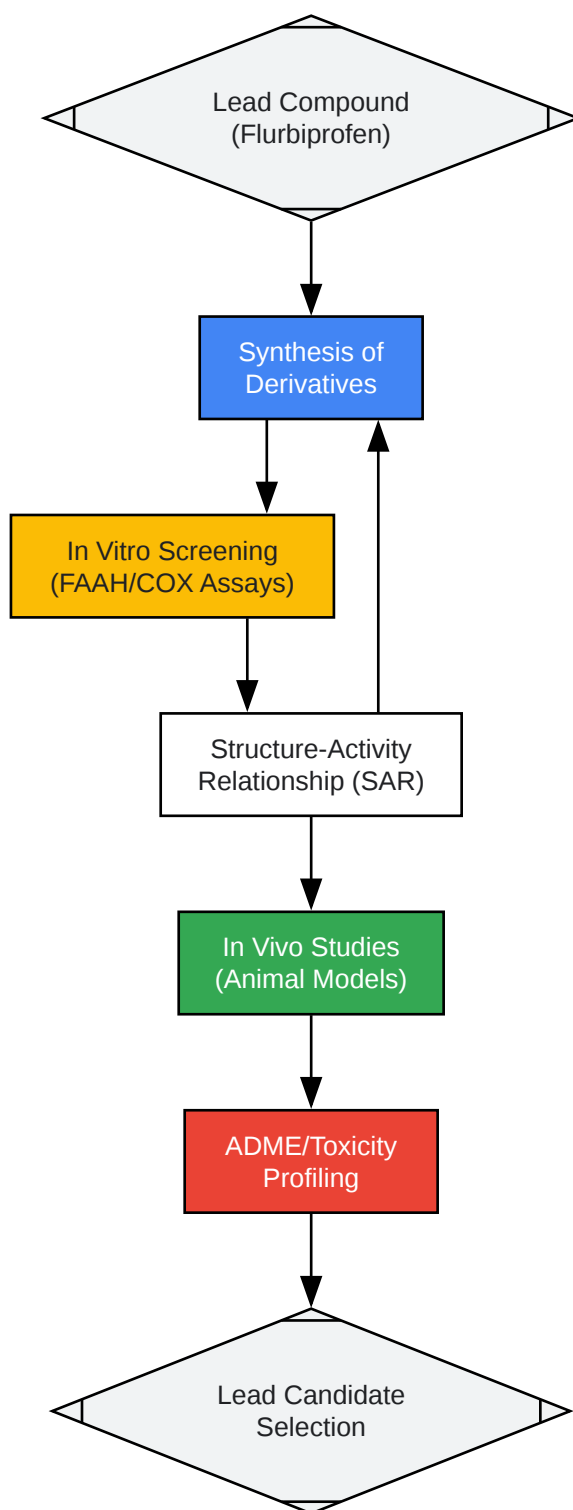 Lead Compound
(Flurbiprofen)
Synthesis of
Derivatives
In Vitro Screening
(FAAH/COX Assays)
Structure-Activity
Relationship (SAR)
In Vivo Studies
(Animal Models)
ADME/Toxicity
Profiling
Lead Candidate
Selection